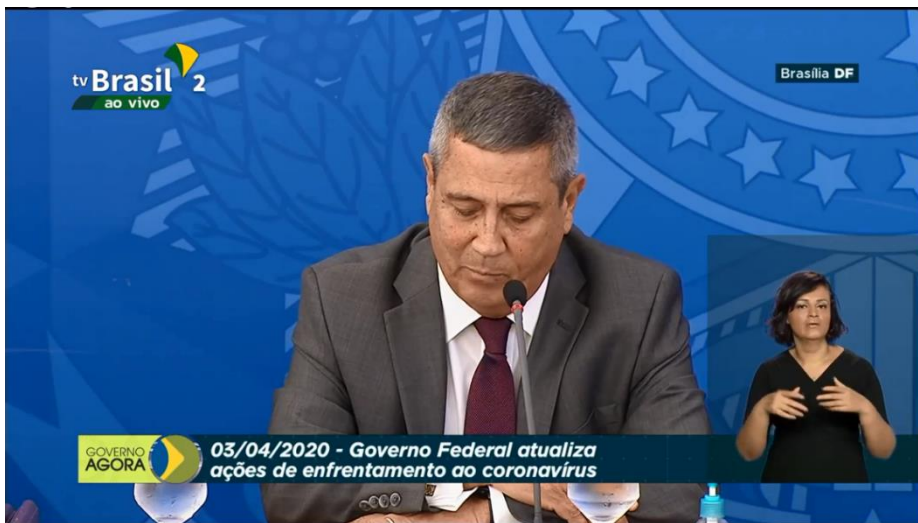 tv Brasil 2
ao vivo
Brasília DF
GOVERNO
AGORA
03/04/2020 - Governo Federal atualiza
ações de enfrentamento ao coronavírus